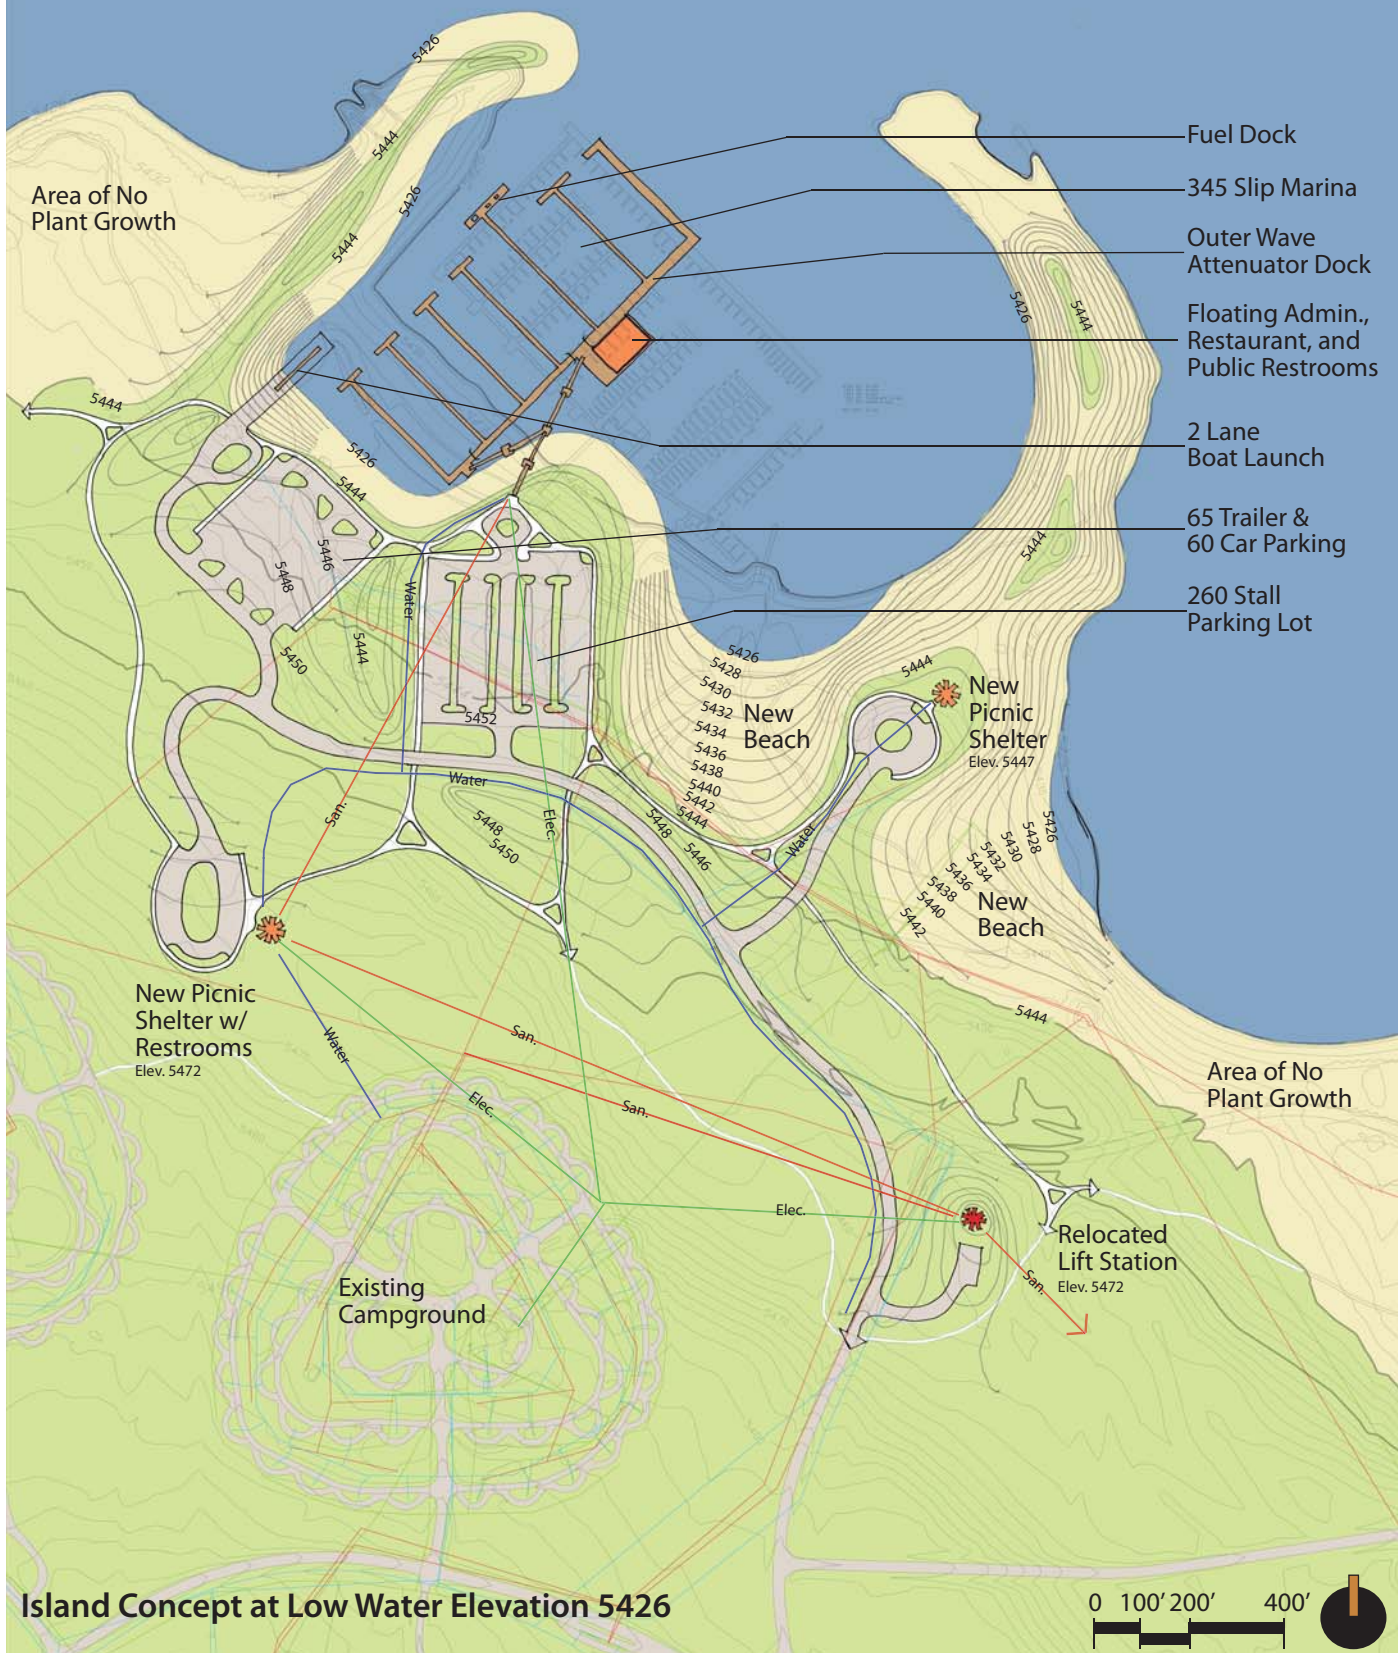 5426
5444
5426
5444
Area of No
Plant Growth
Fuel Dock
345 Slip Marina
Outer Wave
Attenuator Dock
Floating Admin.,
Restaurant, and
Public Restrooms
2 Lane
Boat Launch
65 Trailer &
60 Car Parking
260 Stall
Parking Lot
5426
5444
5444
5444
5426
5444
5446
5448
Water
5450
5444
5452
5444
5426
5428
5430
5432
5434
5436
5438
5440
5442
5444
New
Beach
New
Picnic
Shelter
Elev. 5447
Water
San.
Elec.
5448
5450
5448
5446
Water
5426
5428
5430
5432
5434
5436
5438
5440
5442
New
Beach
5444
New Picnic
Shelter w/
Restrooms
Elev. 5472
Water
San.
Elec.
San.
Elec.
Area of No
Plant Growth
Relocated
Lift Station
Elev. 5472
San.
Existing
Campground
Island Concept at Low Water Elevation 5426
0 100' 200' 400'